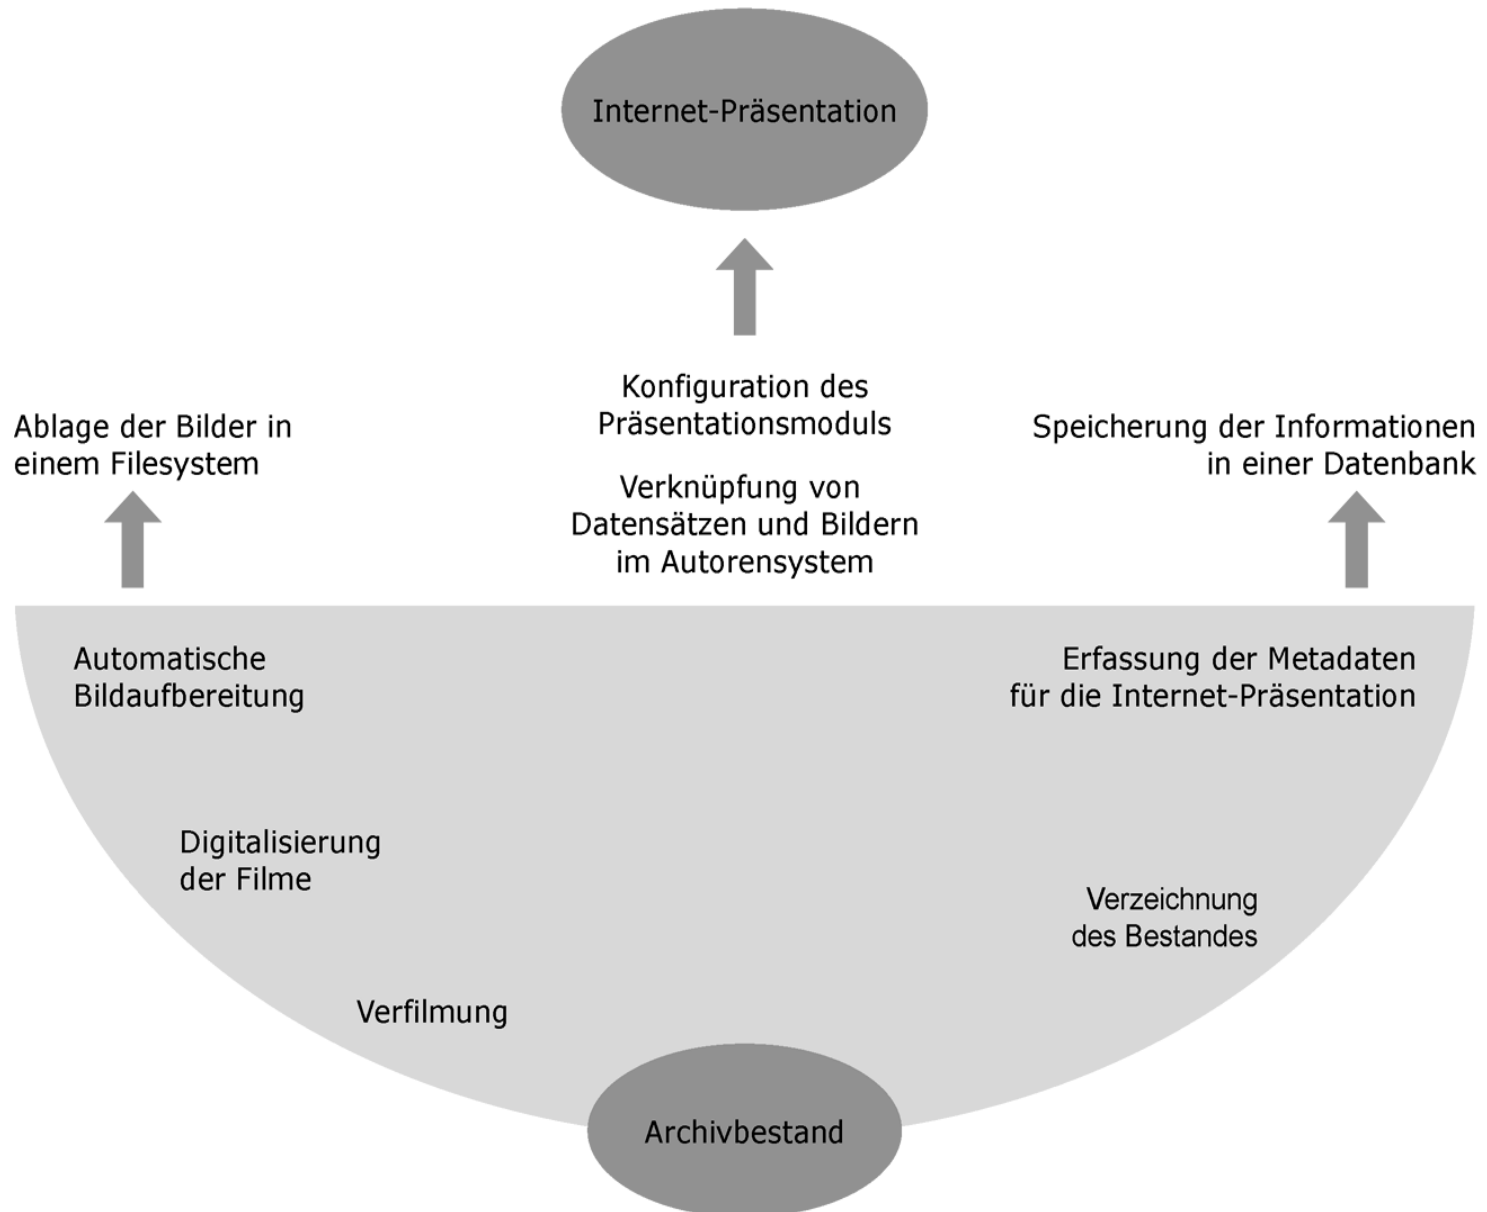 Internet-Präsentation
Konfiguration des
Präsentationsmoduls
Ablage der Bilder in
einem Filesystem
Speicherung der Informationen
in einer Datenbank
Verknüpfung von
Datensätzen und Bildern
im Autorensystem
Automatische
Bildaufbereitung
Erfassung der Metadaten
für die Internet-Präsentation
Digitalisierung
der Filme
Verzeichnung
des Bestandes
Verfilmung
Archivbestand